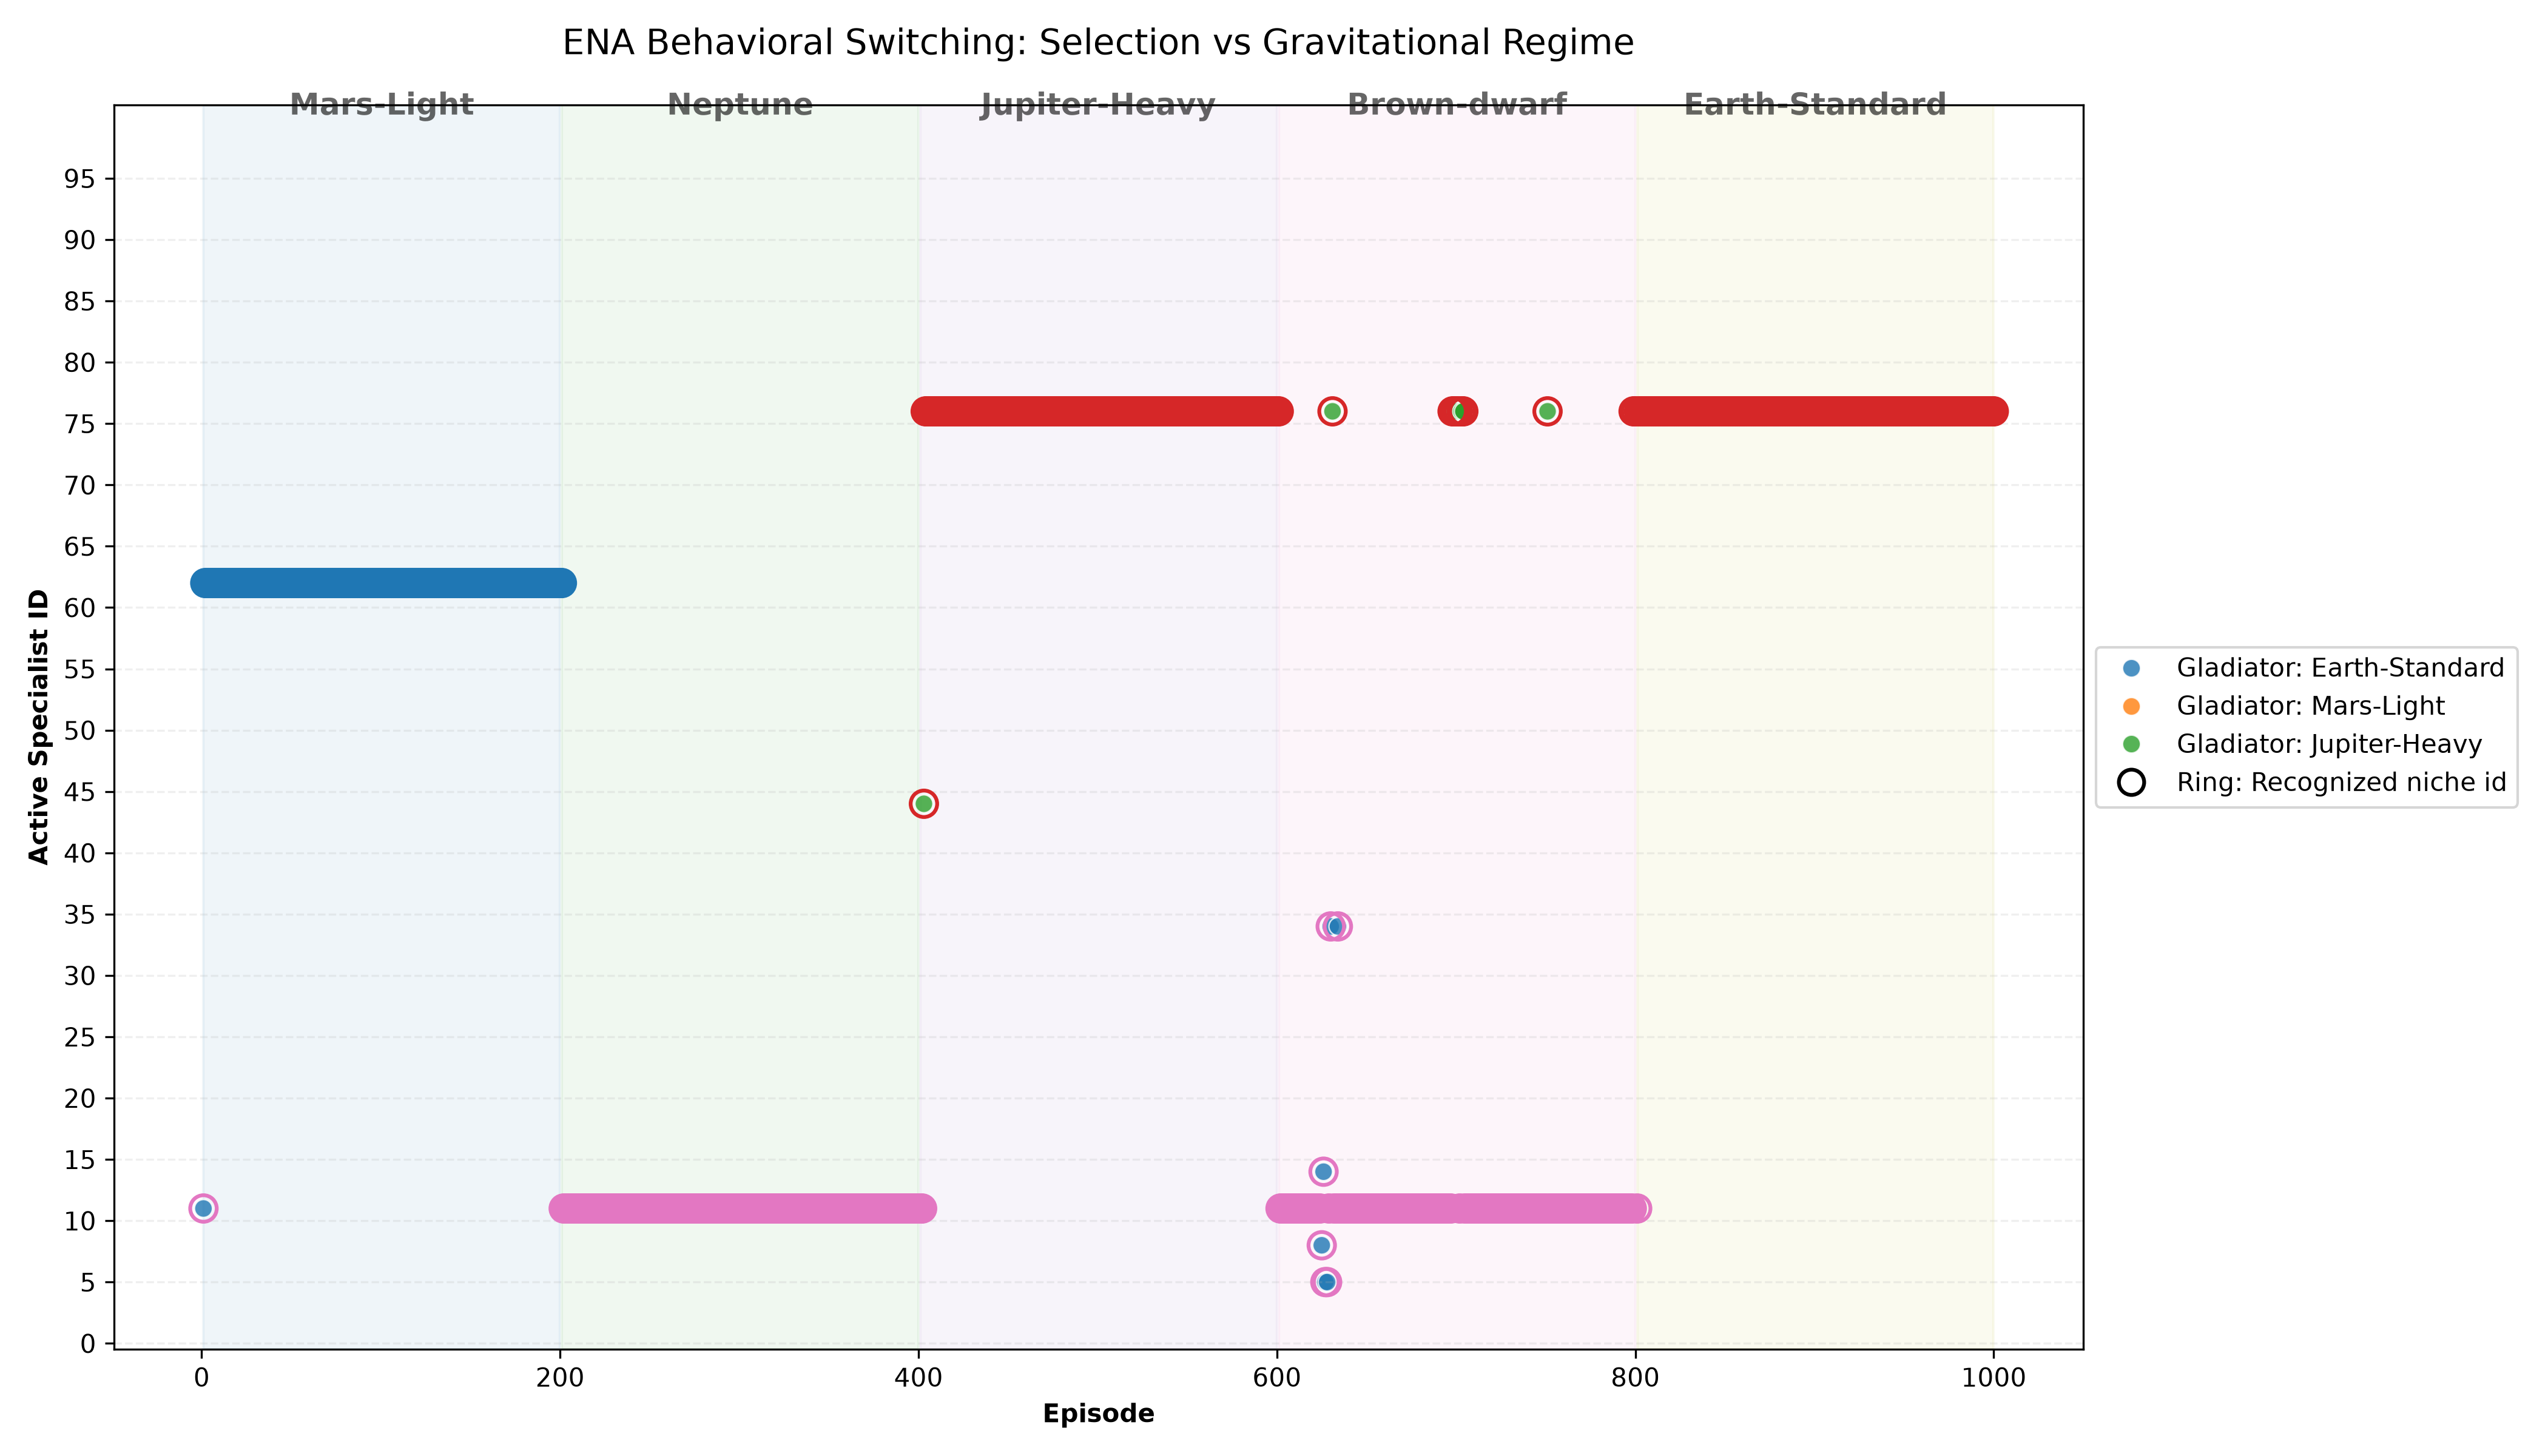 ENA Behavioral Switching: Selection vs Gravitational Regime
Mars-Light
Neptune
Jupiter-Heavy
Brown-dwarf
Earth-Standard
95
90
85
80
75
70
65
60
55
50
45
40
35
30
25
20
15
10
5
0
Active Specialist ID
0
200
400
600
800
1000
Episode
Gladiator: Earth-Standard
Gladiator: Mars-Light
Gladiator: Jupiter-Heavy
Ring: Recognized niche id